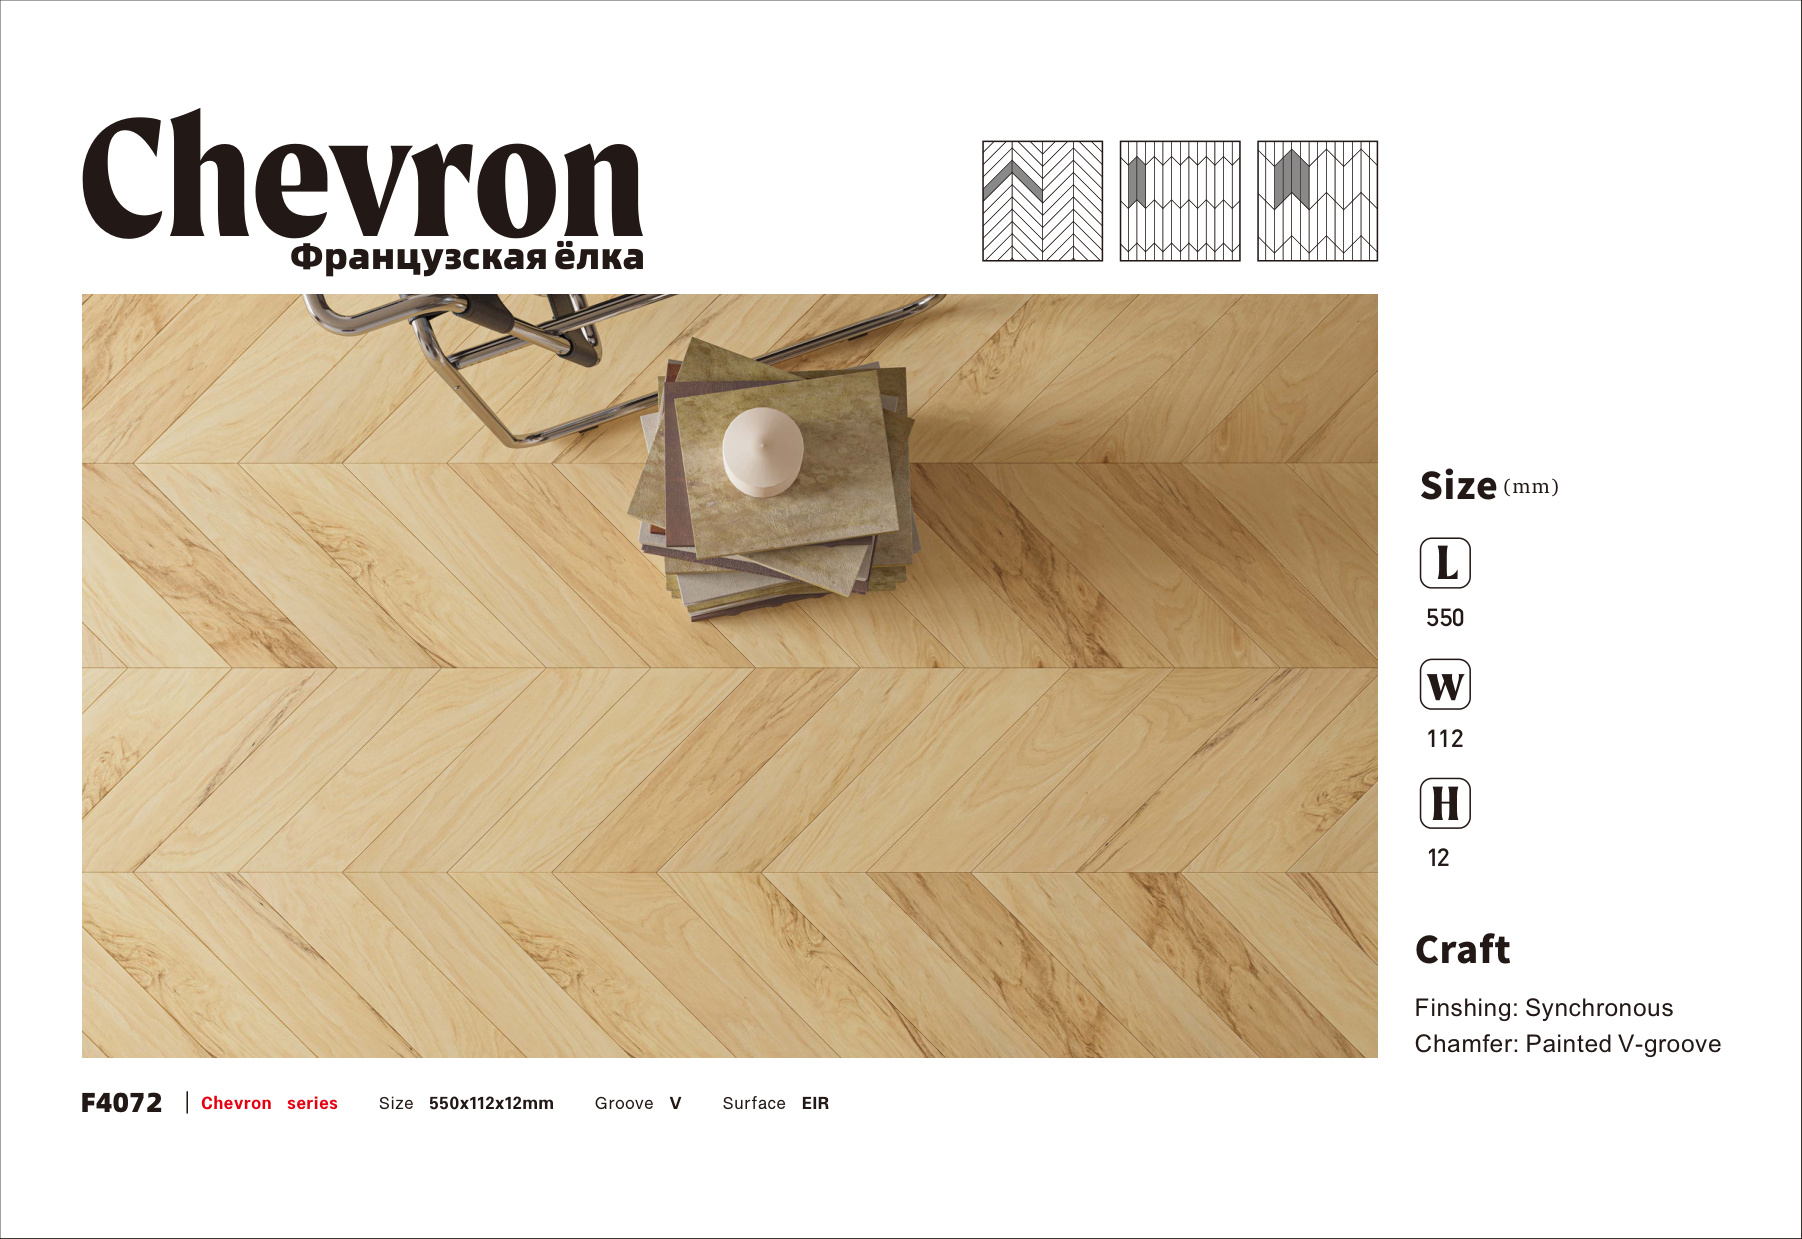 Chevron
Французская ёлка
Size (mm)
L
550
W
112
H
12
Craft
Finshing: Synchronous
Chamfer: Painted V-groove
F4072 | Chevron series Size 550x112x12mm Groove V Surface EIR